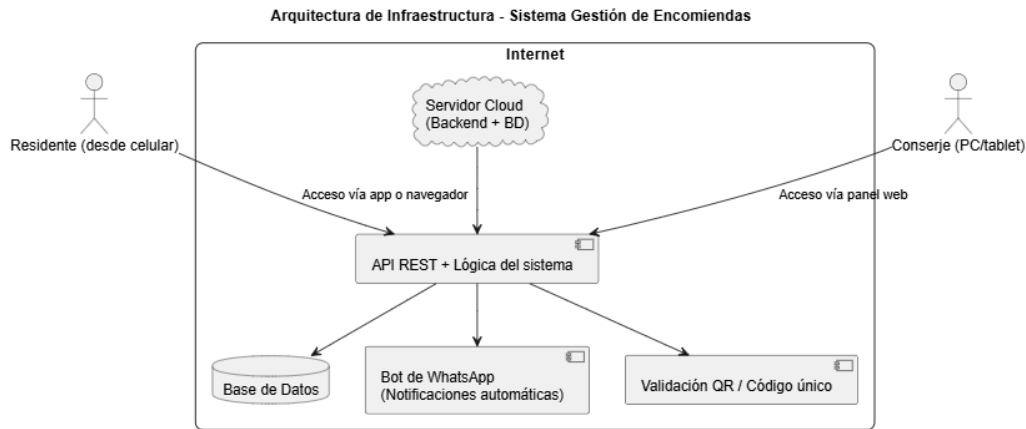 Arquitectura de Infraestructura - Sistema Gestión de Encomiendas
Internet
Servidor Cloud
(Backend + BD)
Residente (desde celular)
Conserje (PC/tablet)
Acceso vía app o navegador
Acceso vía panel web
API REST + Lógica del sistema
Base de Datos
Bot de WhatsApp
(Notificaciones automáticas)
Validación QR / Código único